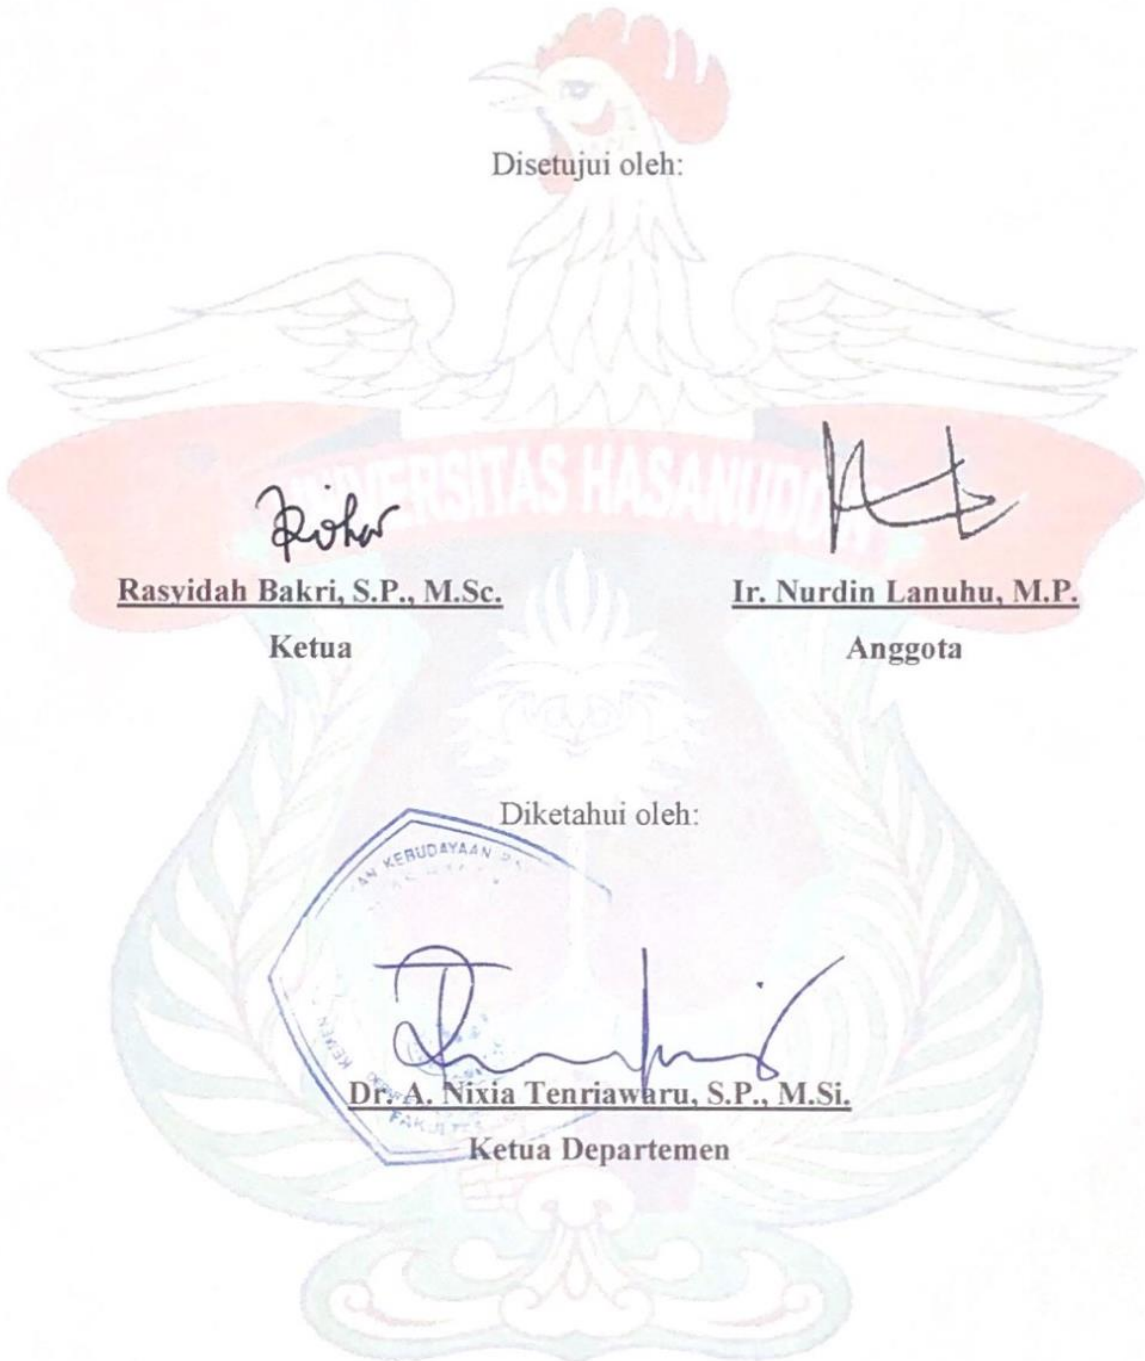 Disetujui oleh:
UNIVERSITAS HASANUDDIN
Rasyidah Bakri, S.P., M.Sc.
Ir. Nurdin Lanuhu, M.P.
Ketua
Anggota
Diketahui oleh:
KEBUDAYAAN
Dr. A. Nixia Tenriawaru, S.P., M.Si.
Ketua Departemen